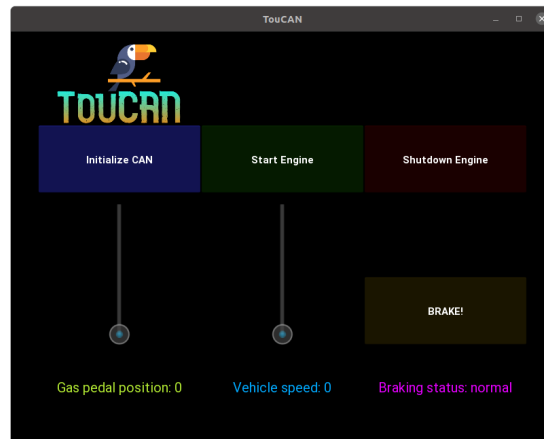 TouCAN
TOUCAN
Initialize CAN
Start Engine
Shutdown Engine
BRAKE!
Gas pedal position: 0
Vehicle speed: 0
Braking status: normal